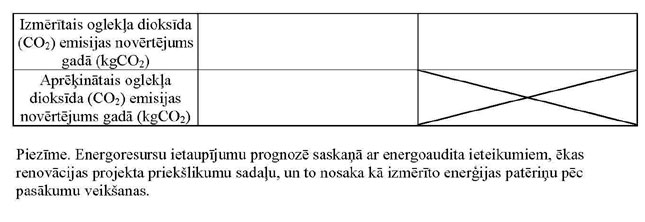 Izmērītais oglekļa dioksīda
(CO₂) emisijas novērtējums
gadā (kgCO₂)
Aprēķinātais oglekļa
dioksīda (CO₂) emisijas
novērtējums gadā (kgCO₂)
Piezīme. Energoresursu ietaupījumu prognozē saskaņā ar energoaudita ieteikumiem, ēkas
renovācijas projekta priekšlikumu sadaļu, un to nosaka kā izmērīto enerģijas patēriņu pēc
pasākumu veikšanas.